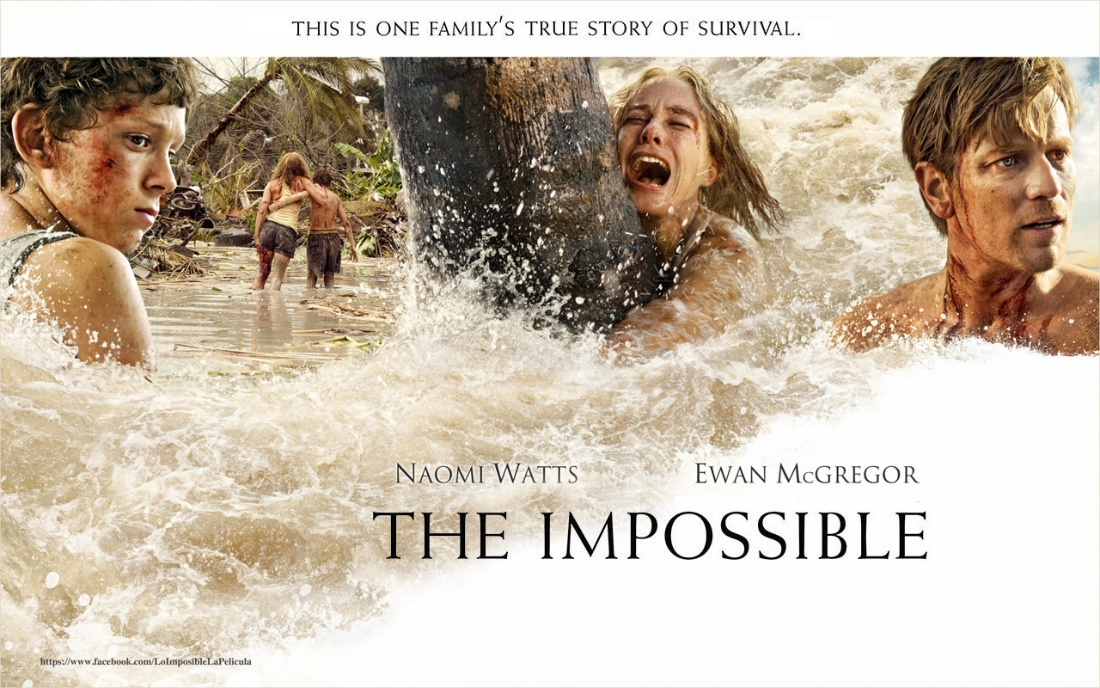 THIS IS ONE FAMILY'S TRUE STORY OF SURVIVAL.
NAOMI WATTS EWAN MCGREGOR
THE IMPOSSIBLE
https://www.facebook.com/LoImposibleLaPelicula